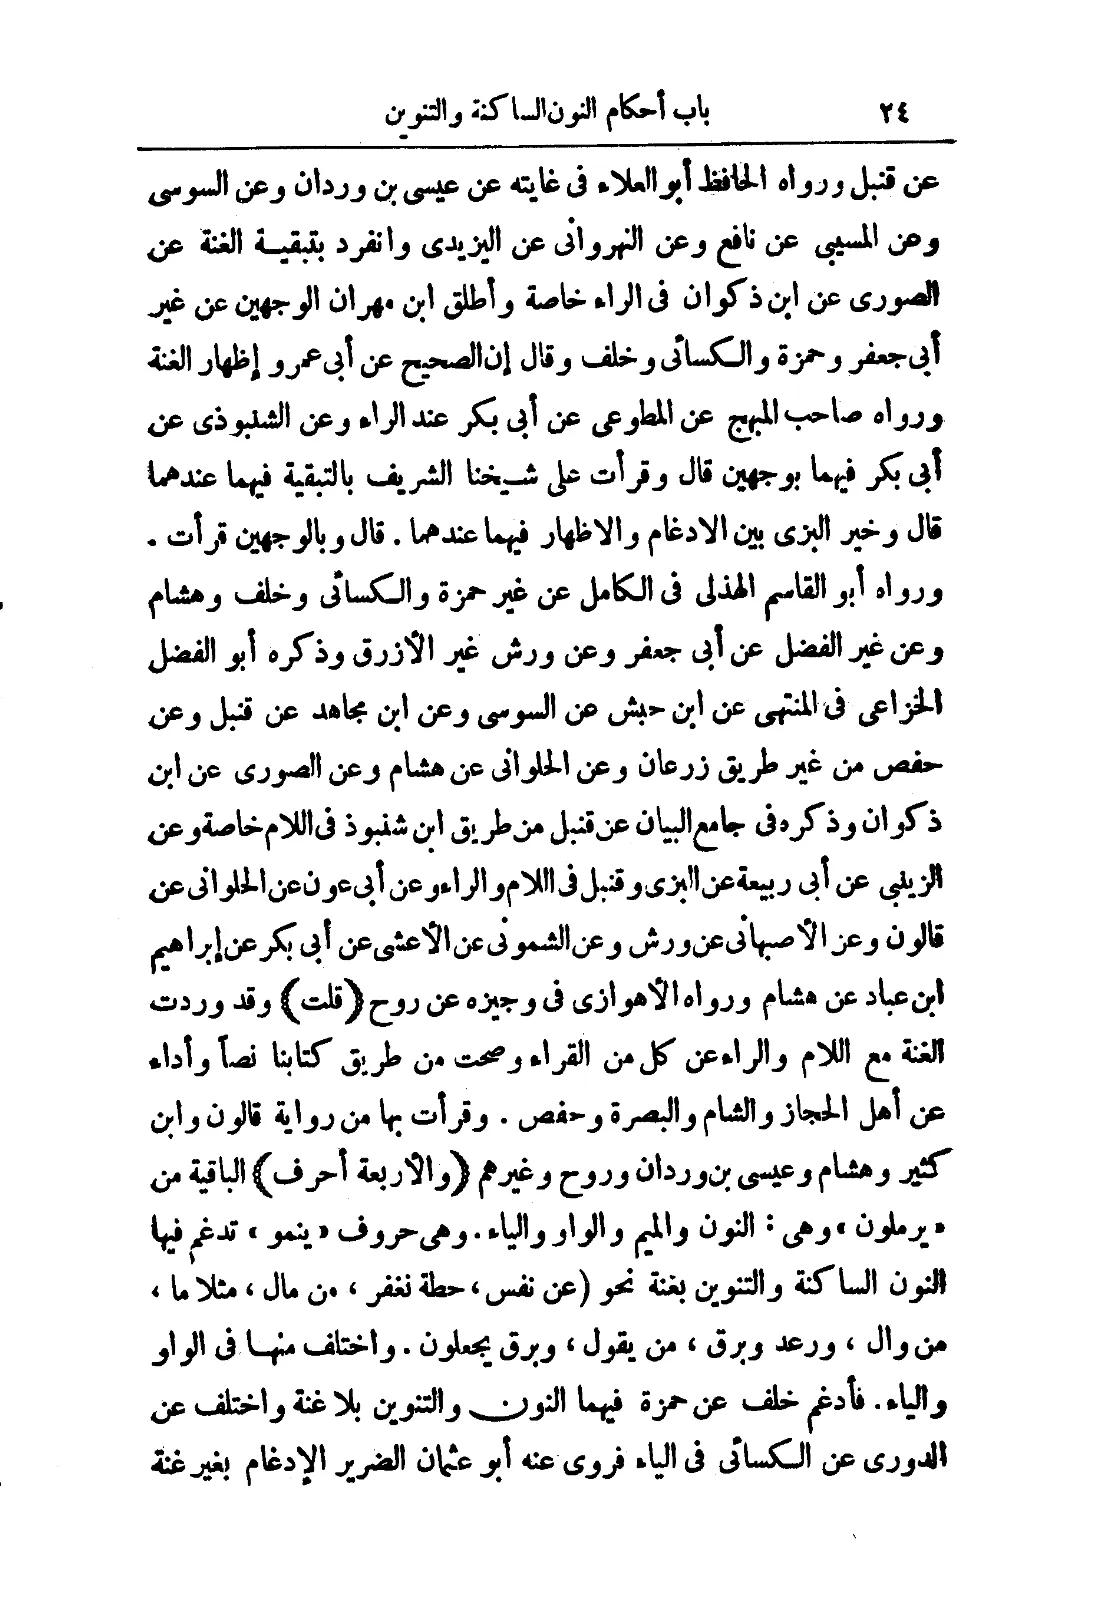 ٢٤ باب أحكام النون الساكنة والتنوين
عن قنبل ورواه الحافظ أبو العلاء فى غايته عن عيسى بن وردان وعن السوسى
وعن المسيبى عن نافع وعن النهروانى عن اليزيدى وانفرد بتبقية الغنة عن
الصورى عن ابن ذكوان فى الراء خاصة وأطلق ابن مهران الوجهين عن غير
أبى جعفر وحمزة والكسائى وخلف وقال إن الصحيح عن أبى عمرو إظهار الغنة
ورواه صاحب المبهج عن المطوعى عن أبى بكر عند الراء وعن الشنبوذى عن
أبى بكر فيهما بوجهين قال وقرأت على شيخنا الشريف بالتبقية فيهما عندهما
قال وخير البزى بين الادغام والاظهار فيهما عندهما . قال وبالوجهين قرأت .
ورواه أبو القاسم الهذلى فى الكامل عن غير حمزة والكسائى وخلف وهشام
وعن غير الفضل عن أبى جعفر وعن ورش غير الأزرق وذكره أبو الفضل
الخزاعى فى المنتهى عن ابن حبش عن السوسى وعن ابن مجاهد عن قنبل وعن
حفص من غير طريق زرعان وعن الحلوانى عن هشام وعن الصورى عن ابن
ذكوان وذكره فى جامع البيان عن قنبل من طريق ابن شنبوذ فى اللام خاصة وعن
الزينبى عن أبى ربيعة عن البزى وقنبل فى اللام والراء وعن أبى عون عن الحلوانى عن
قالون وعن الأصبهانى عن ورش وعن الشمونى عن الأعشى عن أبى بكر عن إبراهيم
ابن عباد عن هشام ورواه الأهوازى فى وجيزه عن روح (قلت) وقد وردت
الغنة مع اللام والراء عن كل من القراء وصحت من طريق كتابنا نصاً وأداء
عن أهل الحجاز والشام والبصرة وحفص . وقرأت بها من رواية قالون وابن
كثير وهشام وعيسى بن وردان وروح وغيرهم (والأربعة أحرف) الباقية من
«يرملون» وهى : النون والميم والواو والياء . وهى حروف «ينمو» تدغم فيها
النون الساكنة والتنوين بغنة نحو (عن نفس، حطة نغفر ، من مال ، مثلا ما ،
من وال ، ورعد وبرق ، من يقول ، وبرق يجعلون . واختلف منها فى الواو
والياء . فأدغم خلف عن حمزة فيهما النون والتنوين بلا غنة واختلف عن
الدورى عن الكسائى فى الياء فروى عنه أبو عثمان الضرير الإدغام بغير غنة